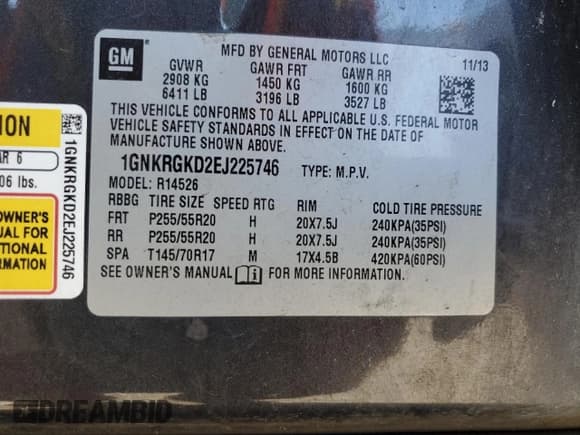 GM
MFD BY GENERAL MOTORS LLC
11/13
GVWR GAWR FRT GAWR RR
2908 KG 1450 KG 1600 KG
6411 LB 3196 LB 3527 LB
THIS VEHICLE CONFORMS TO ALL APPLICABLE U.S. FEDERAL MOTOR
VEHICLE SAFETY STANDARDS IN EFFECT ON THE DATE OF
MANUFACTURE SHOWN ABOVE.
1GNKRGKD2EJ225746 TYPE: M.P.V.
MODEL: R14526
RBBG TIRE SIZE SPEED RTG RIM COLD TIRE PRESSURE
FRT P255/55R20 H 20X7.5J 240KPA(35PSI)
RR P255/55R20 H 20X7.5J 240KPA(35PSI)
SPA T145/70R17 M 17X4.5B 420KPA(60PSI)
SEE OWNER'S MANUAL FOR MORE INFORMATION.
ION
AR 6
06 lbs.
OWNER'S
UAL FOR
TIONAL
RMATION
1GNKRGKD2EJ225746
DREAMBID